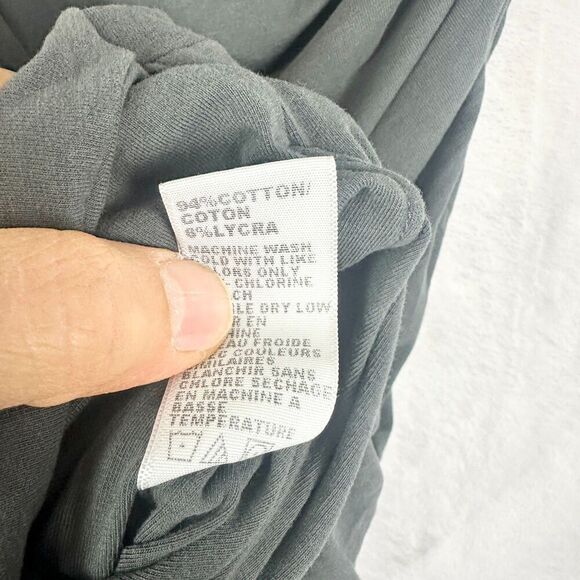 94%COTTON/
COTON
6%LYCRA
MACHINE WASH
COLD WITH LIKE
COLORS ONLY
CHLORINE
DRY LOW
EN
FROIDE
COULEURS
SIMILAIRES
BLANCHIR SANS
CHLORE SECHAGE
EN MACHINE A
BASSE
TEMPERATURE